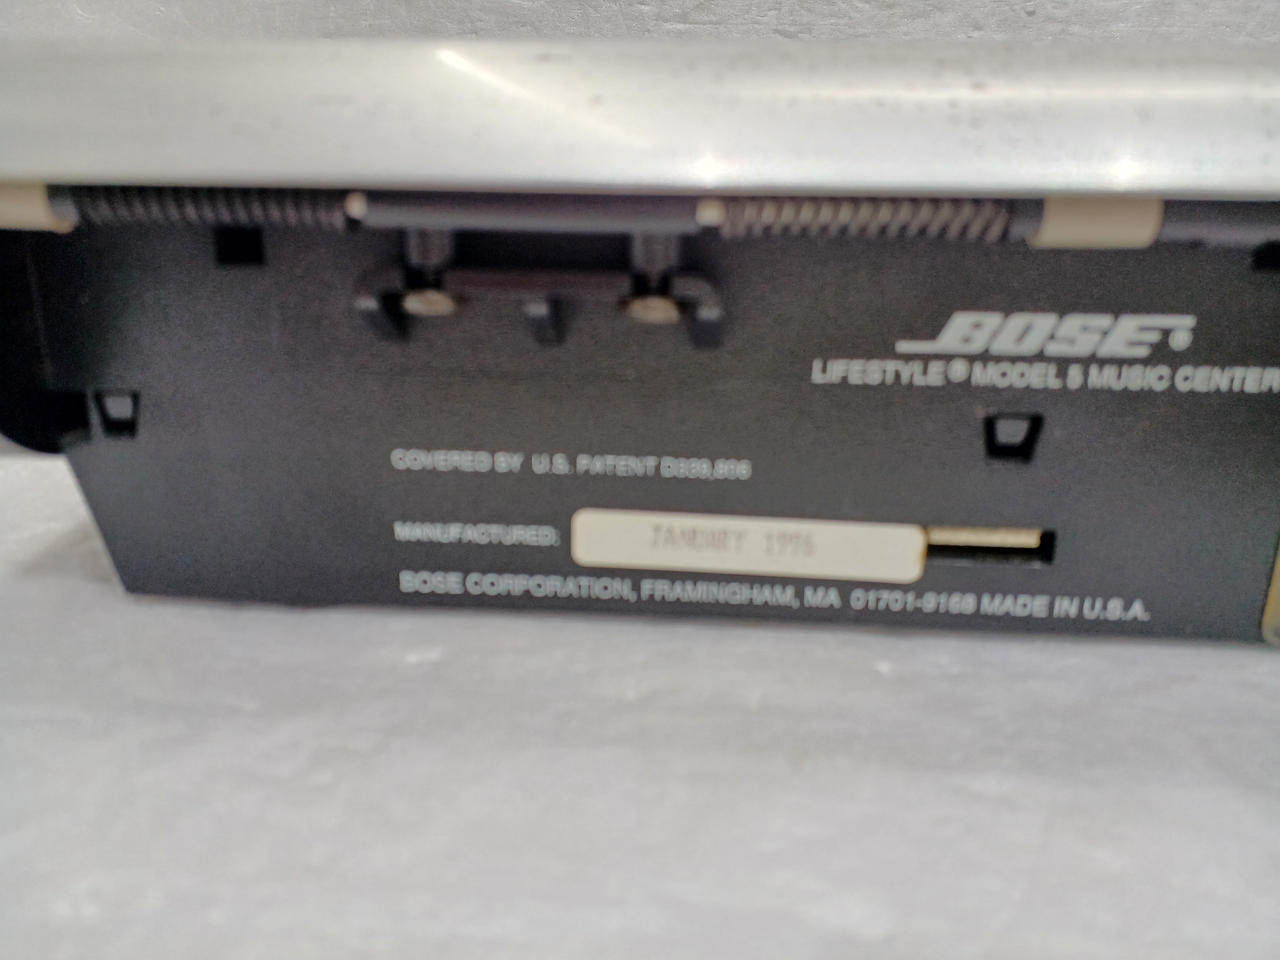 BOSE®
LIFESTYLE® MODEL 5 MUSIC CENTER
COVERED BY U.S. PATENT
MANUFACTURED: JANUARY 1996
BOSE CORPORATION, FRAMINGHAM, MA 01701-9168 MADE IN U.S.A.